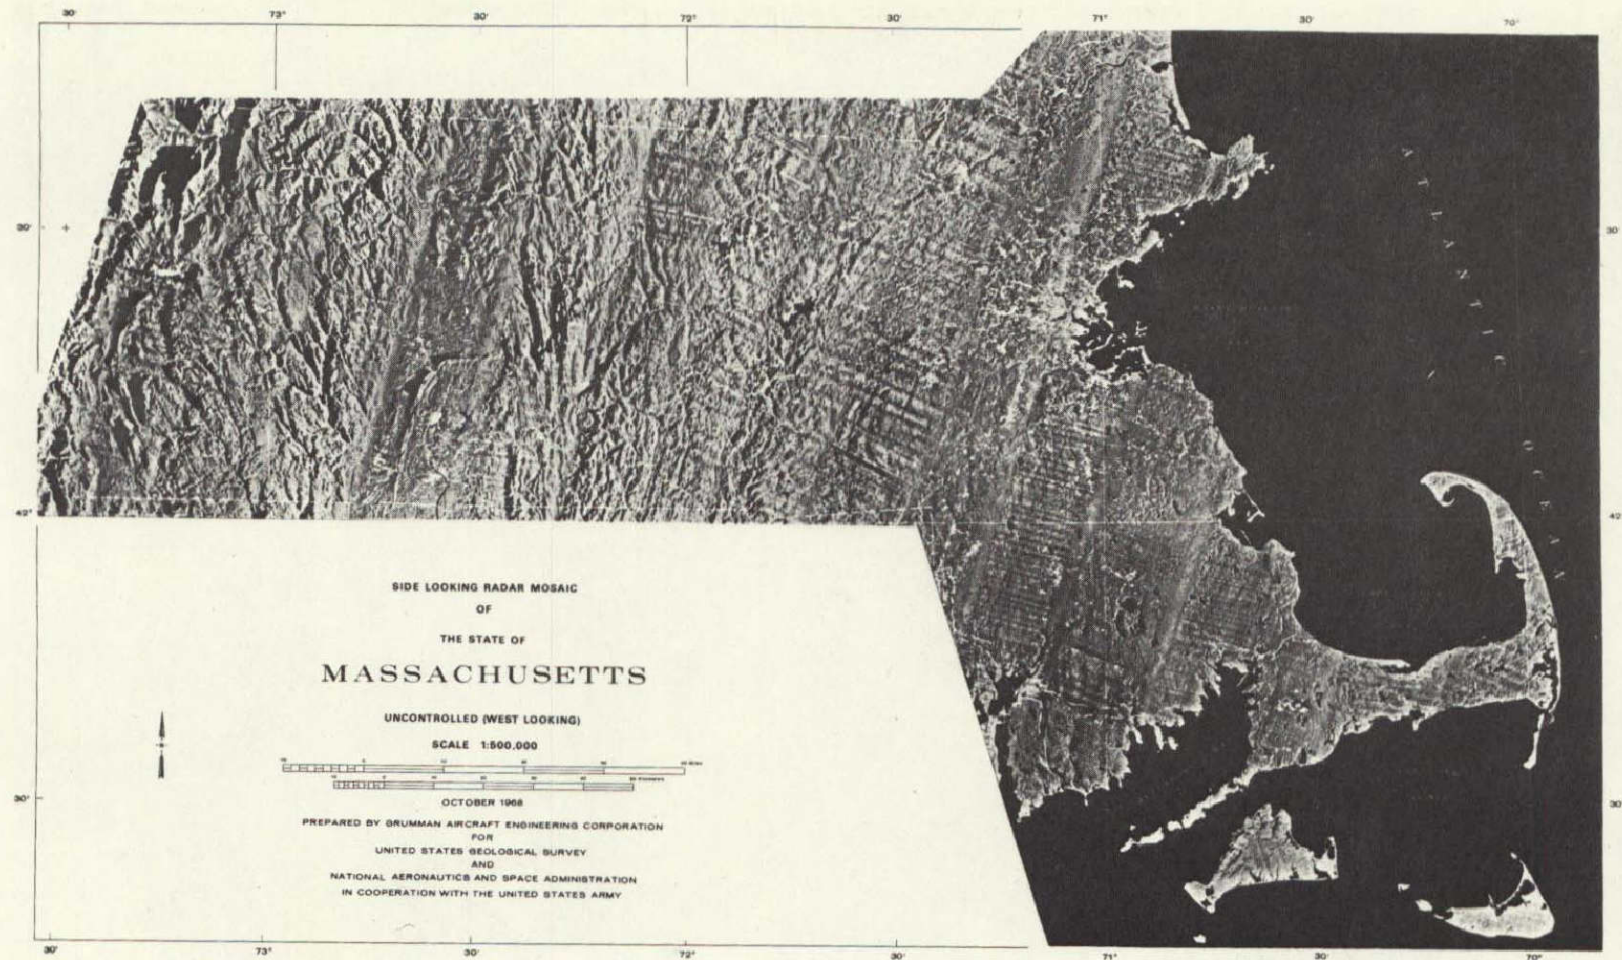 30' 73° 30' 72° 30' 71° 30' 70°
30' 30'
ATLANTIC OCEAN
42° 42°
SIDE LOOKING RADAR MOSAIC
OF
THE STATE OF
MASSACHUSETTS
UNCONTROLLED (WEST LOOKING)
SCALE 1:500,000
OCTOBER 1968
PREPARED BY GRUMMAN AIRCRAFT ENGINEERING CORPORATION
FOR
UNITED STATES GEOLOGICAL SURVEY
AND
NATIONAL AERONAUTICS AND SPACE ADMINISTRATION
IN COOPERATION WITH THE UNITED STATES ARMY
30' 30'
30' 73° 30' 72° 30' 71° 30' 70°